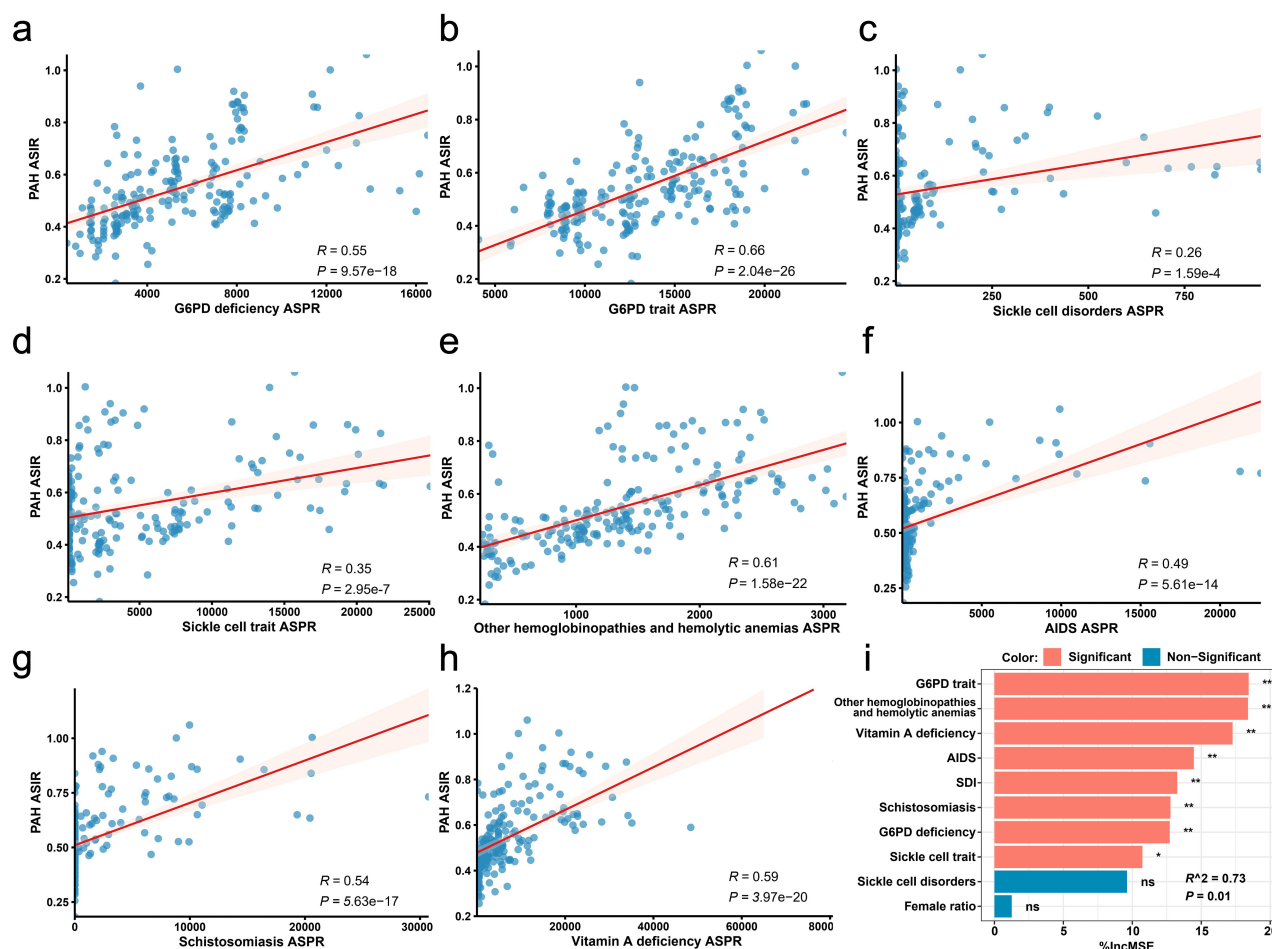 a
PAH ASIR
1.0
0.8
0.6
0.4
0.2
R = 0.55
P = 9.57e−18
4000 8000 12000 16000
G6PD deficiency ASPR
b
PAH ASIR
1.0
0.8
0.6
0.4
0.2
R = 0.66
P = 2.04e−26
5000 10000 15000 20000
G6PD trait ASPR
c
PAH ASIR
1.0
0.8
0.6
0.4
0.2
R = 0.26
P = 1.59e-4
250 500 750
Sickle cell disorders ASPR
d
PAH ASIR
1.0
0.8
0.6
0.4
0.2
R = 0.35
P = 2.95e-7
5000 10000 15000 20000 25000
Sickle cell trait ASPR
e
PAH ASIR
1.0
0.8
0.6
0.4
0.2
R = 0.61
P = 1.58e−22
1000 2000 3000
Other hemoglobinopathies and hemolytic anemias ASPR
f
PAH ASIR
1.00
0.75
0.50
0.25
R = 0.49
P = 5.61e−14
5000 10000 15000 20000
AIDS ASPR
g
PAH ASIR
1.00
0.75
0.50
0.25
R = 0.54
P = 5.63e−17
0 10000 20000 30000
Schistosomiasis ASPR
h
PAH ASIR
1.2
1.0
0.8
0.6
0.4
0.2
R = 0.59
P = 3.97e−20
20000 40000 60000 80000
Vitamin A deficiency ASPR
i
Color: Significant Non−Significant
G6PD trait **
Other hemoglobinopathies
and hemolytic anemias **
Vitamin A deficiency **
AIDS **
SDI **
Schistosomiasis **
G6PD deficiency **
Sickle cell trait *
Sickle cell disorders ns
Female ratio ns
R^2 = 0.73
P = 0.01
0 5 10 15 20
%IncMSE